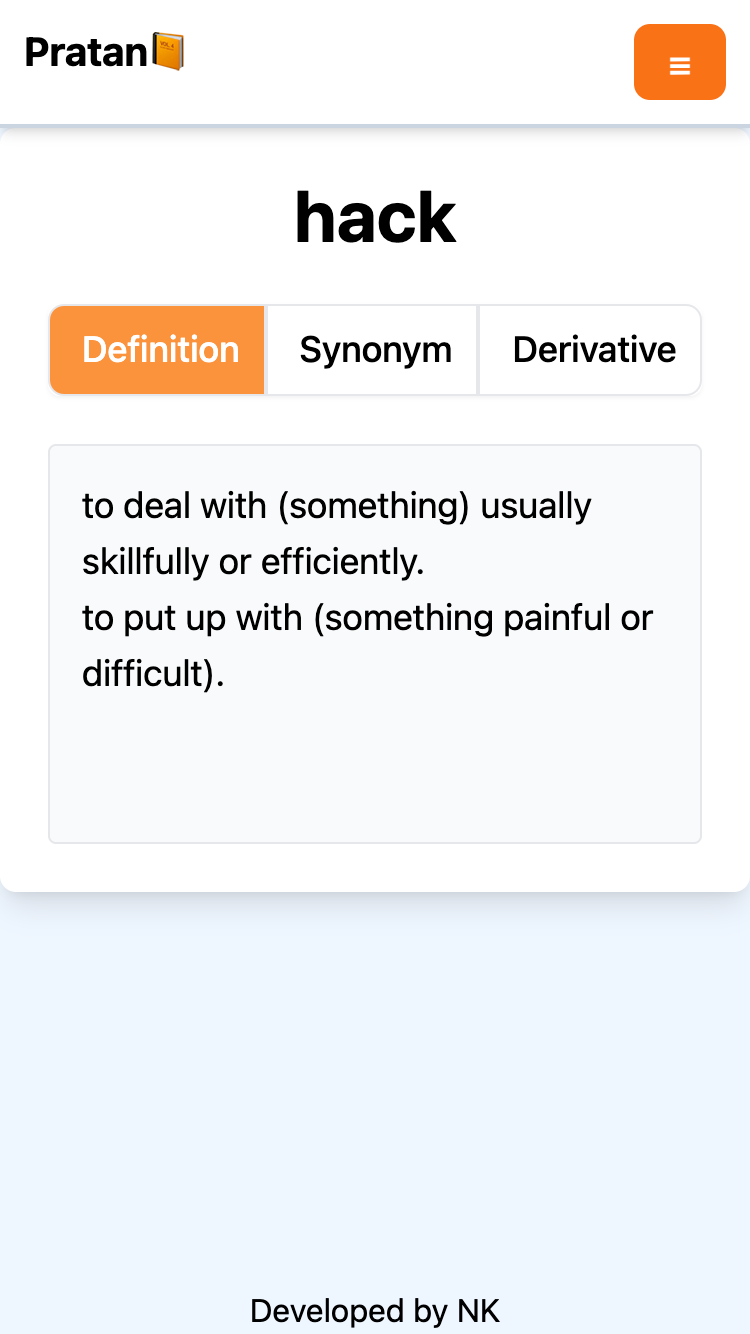 Pratan
hack
Definition
Synonym
Derivative
to deal with (something) usually
skillfully or efficiently.
to put up with (something painful or
difficult).
Developed by NK